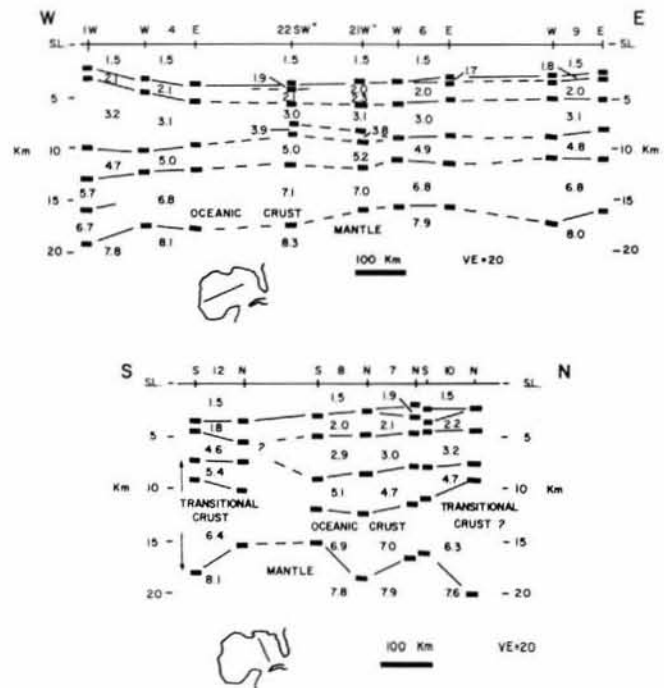 W E
1W W 4 E 22SW* 21W* W 6 E W 9 E
S.L. S.L.
1.5 1.5 1.5 1.5 1.5 1.7 1.8 1.5
2.1 2.1 1.9 2.0 2.0 2.0
5 2.1 2.3 5
3.2 3.1 3.0 3.1 3.0 3.1
3.9 3.8
Km 10 5.0 10 Km
4.7 5.0 5.2 4.9 4.8
15 5.7 6.8 7.1 7.0 6.8 6.8 15
OCEANIC CRUST
6.7 MANTLE 7.9
20 7.8 8.1 8.3 8.0 20
100 Km VE=20
S N
S 12 N S 8 N 7 N S 10 N
S.L. S.L.
1.5 1.5 1.9 1.5
1.8 2.0 2.1 2.2
5 ? 5
4.6 2.9 3.0 3.2
5.4 5.1 4.7 4.7
Km 10 10 Km
TRANSITIONAL CRUST OCEANIC CRUST TRANSITIONAL CRUST ?
15 6.4 6.9 7.0 6.3 15
MANTLE
20 8.1 7.8 7.9 7.6 20
100 Km VE=20